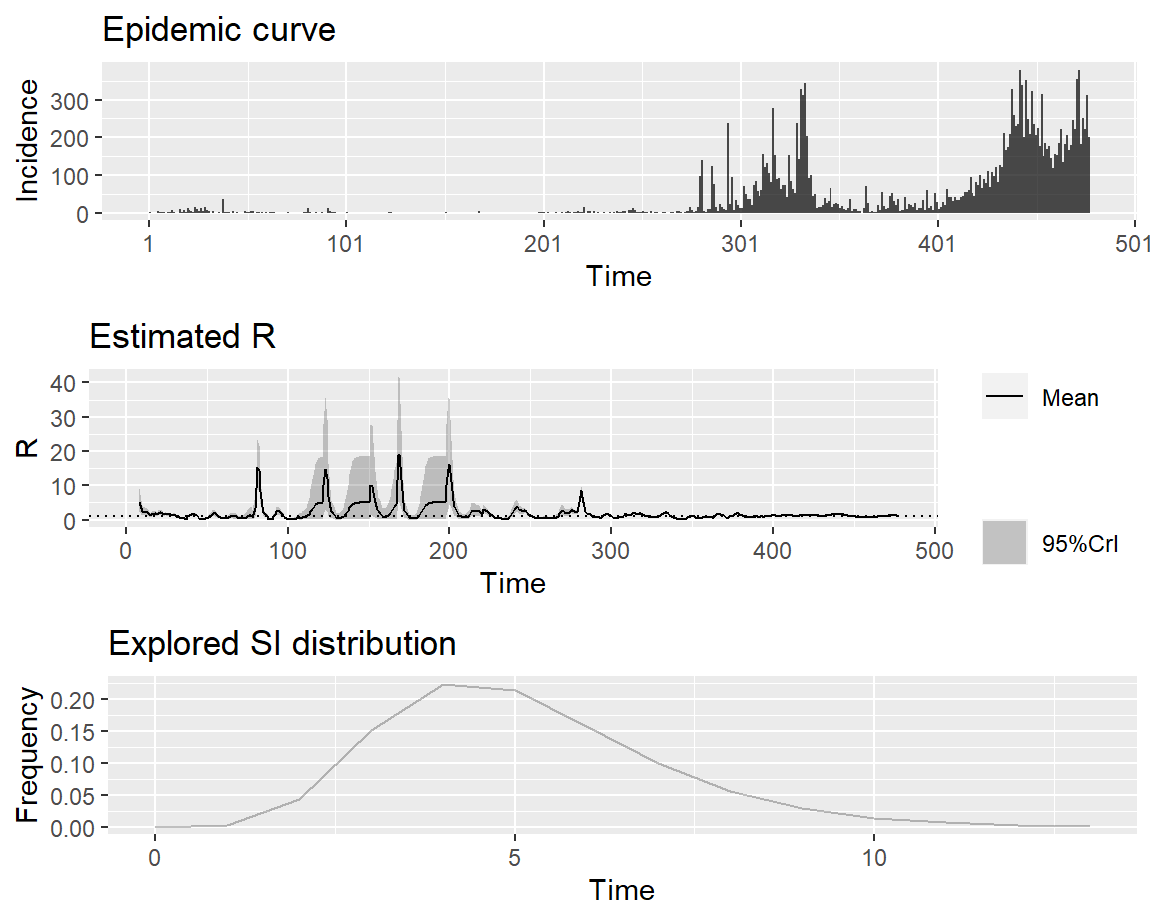 Epidemic curve
Incidence
300
200
100
0
1 101 201 301 401 501
Time
Estimated R
R
40
30
20
10
0
0 100 200 300 400 500
Time
Mean
95%CrI
Explored SI distribution
Frequency
0.20
0.15
0.10
0.05
0.00
0 5 10
Time